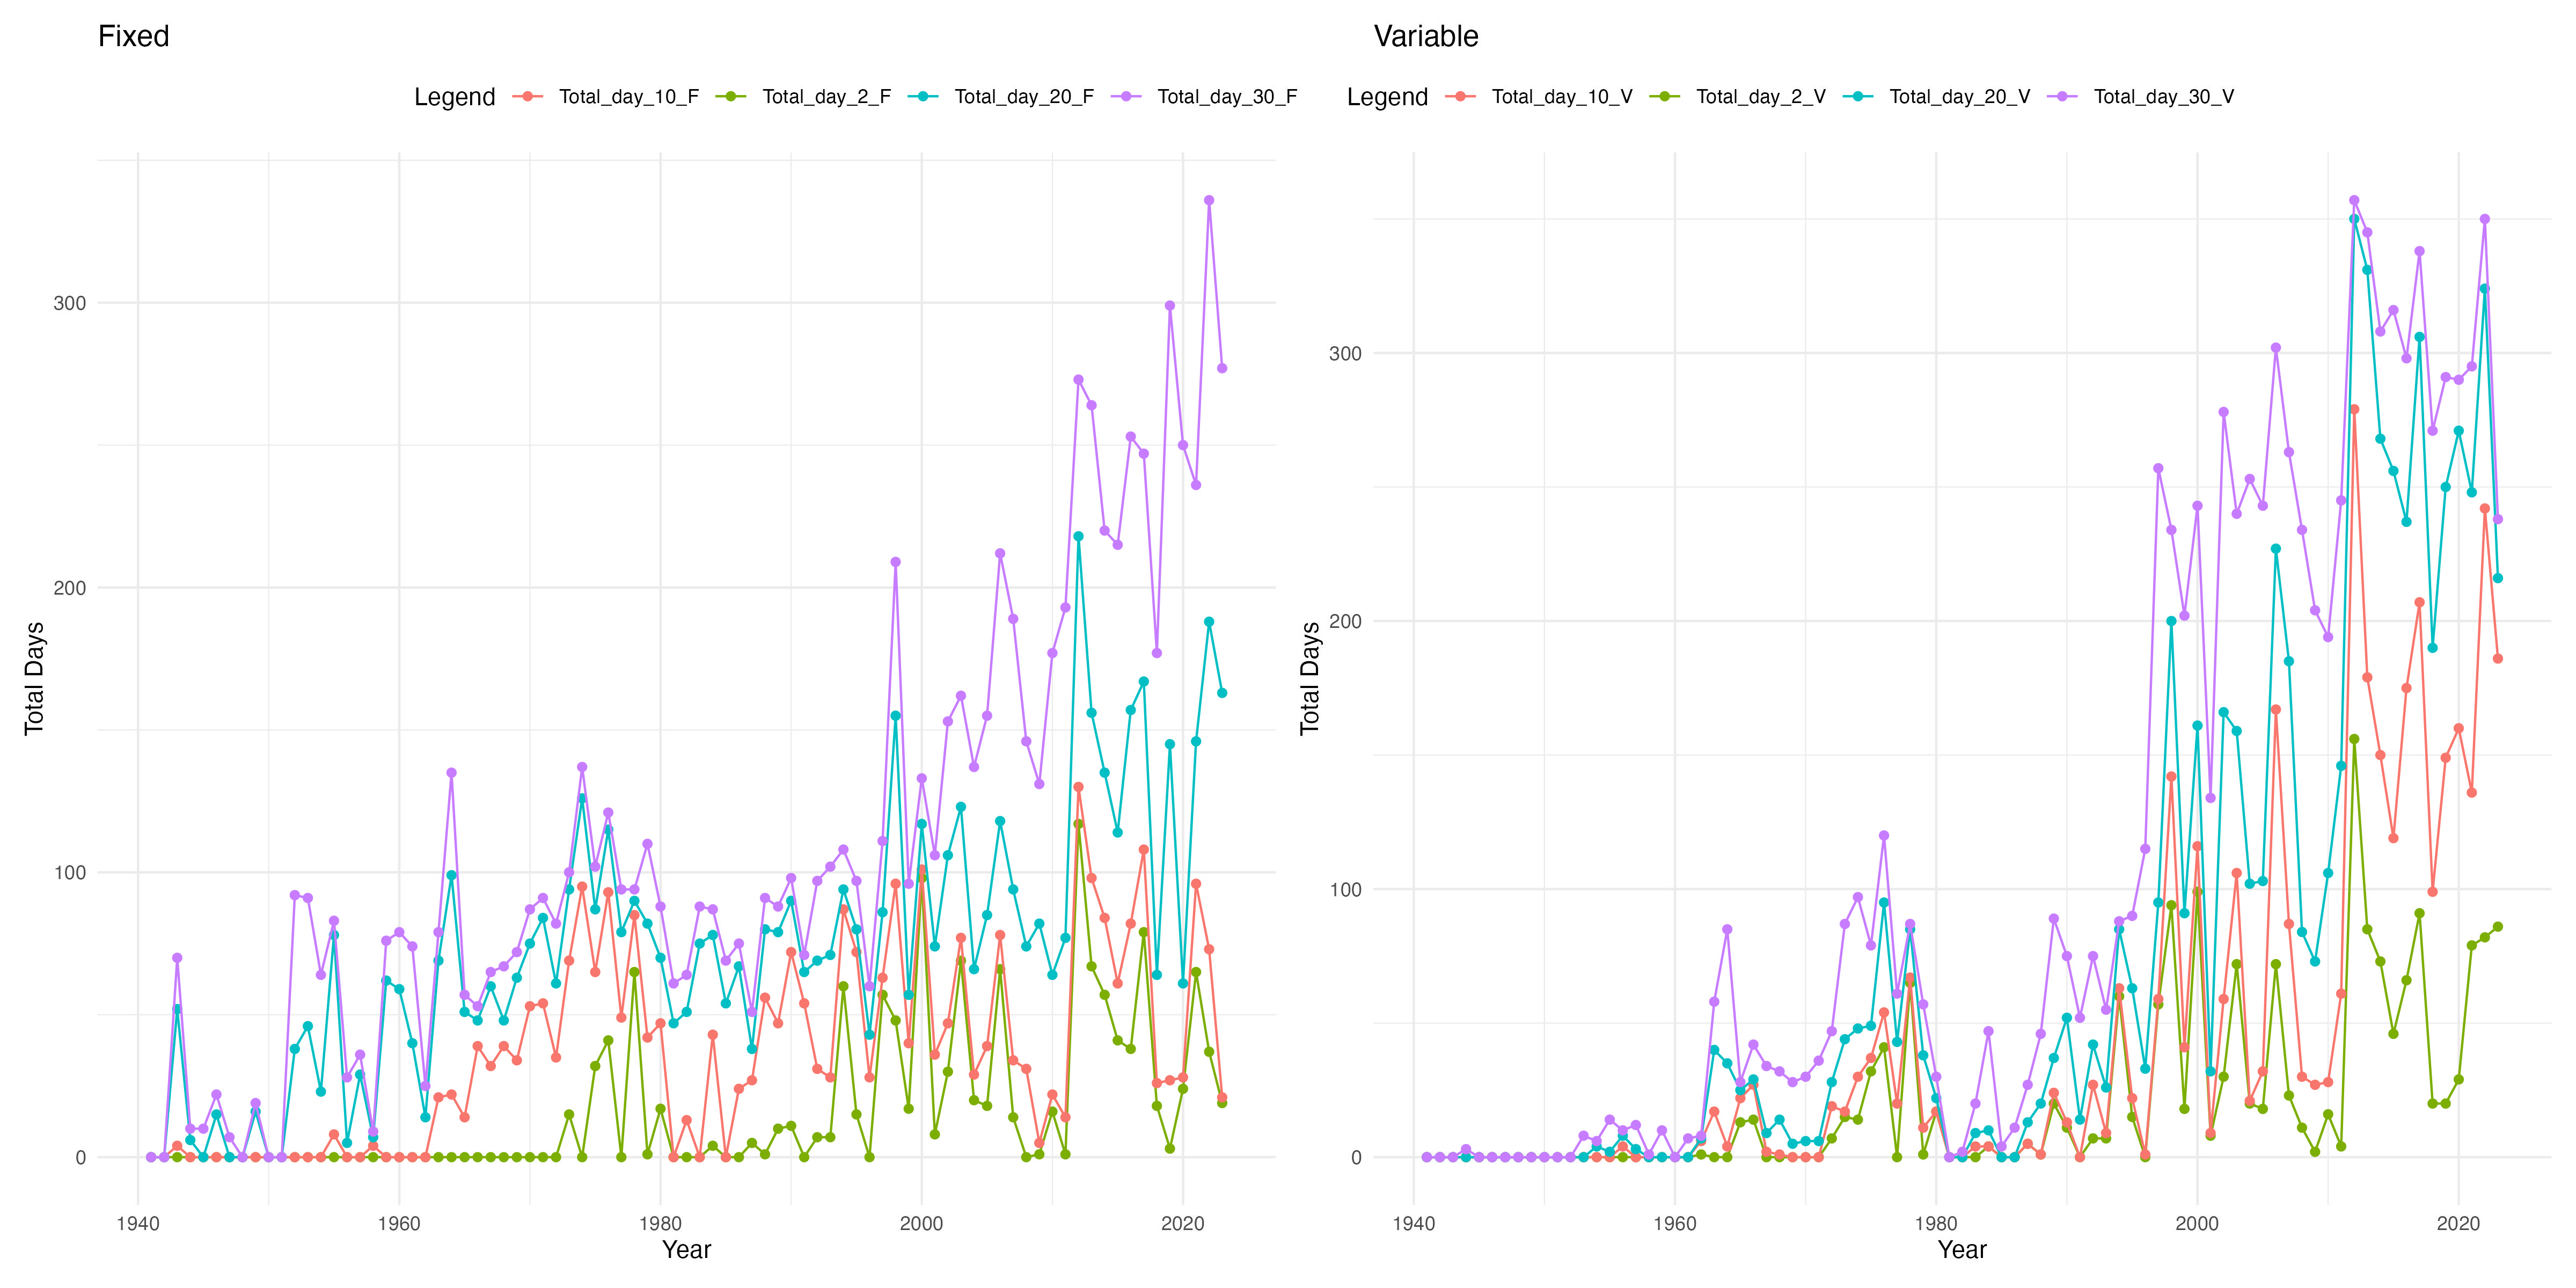 Fixed
Legend Total_day_10_F Total_day_2_F Total_day_20_F Total_day_30_F
Total Days
300
200
100
0
1940 1960 1980 2000 2020
Year
Variable
Legend Total_day_10_V Total_day_2_V Total_day_20_V Total_day_30_V
Total Days
300
200
100
0
1940 1960 1980 2000 2020
Year